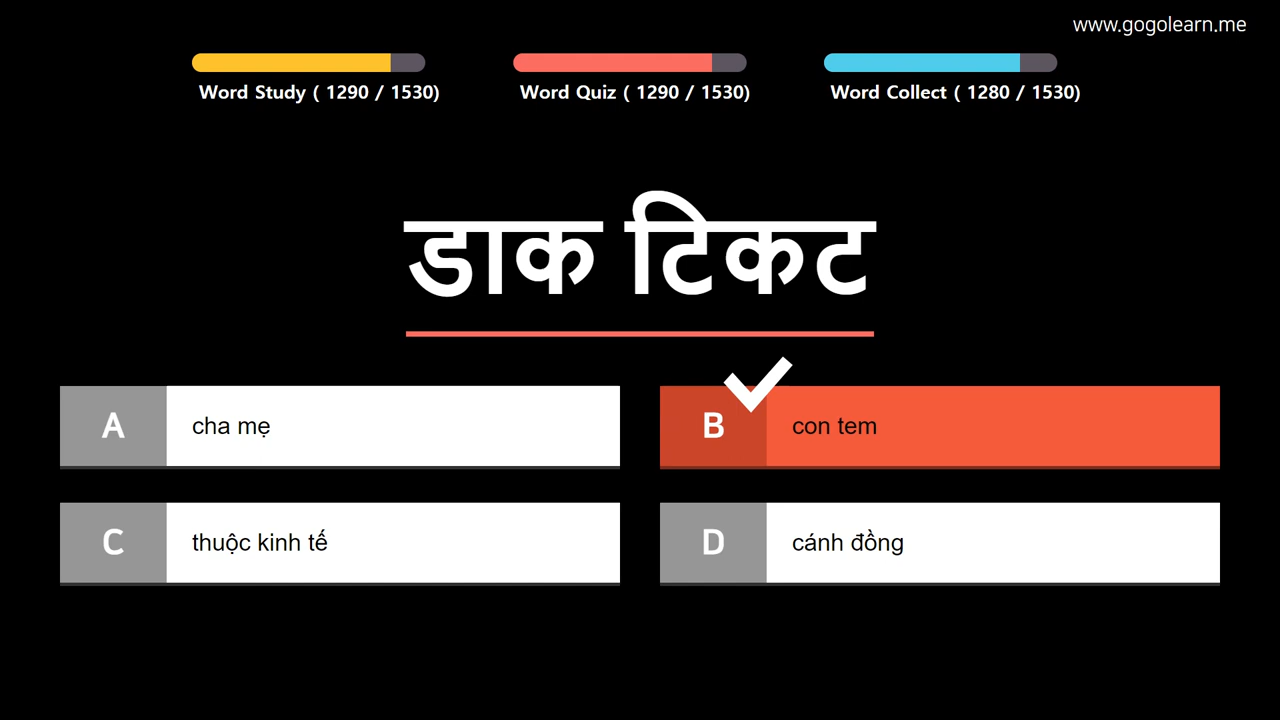 www.gogolearn.me
Word Study ( 1290 / 1530)
Word Quiz ( 1290 / 1530)
Word Collect ( 1280 / 1530)
डाक टिकट
A
cha mẹ
B
con tem
C
thuộc kinh tế
D
cánh đồng